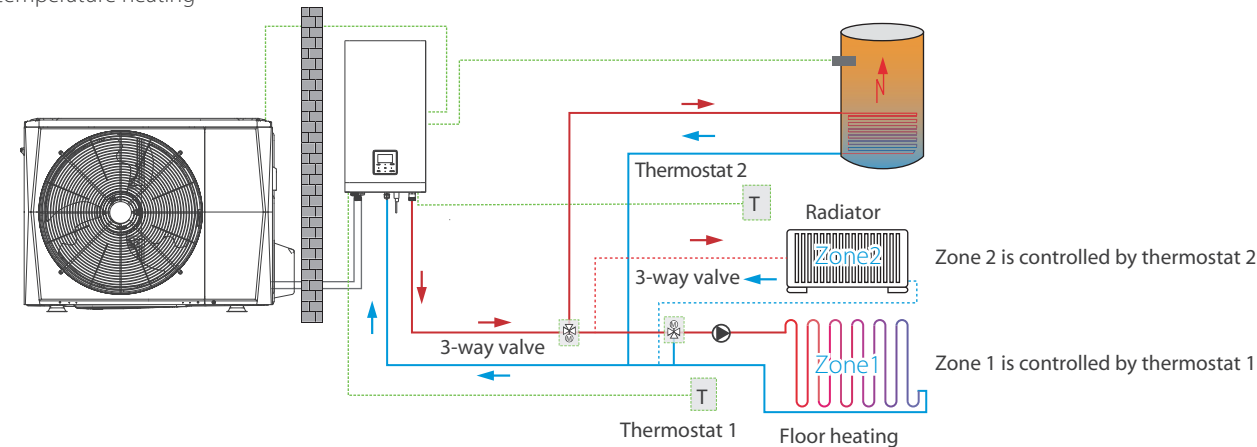 temperature heating
Thermostat 2
T
Radiator
Zone2
Zone 2 is controlled by thermostat 2
3-way valve
M
M
3-way valve
Zone1
Zone 1 is controlled by thermostat 1
T
Thermostat 1
Floor heating